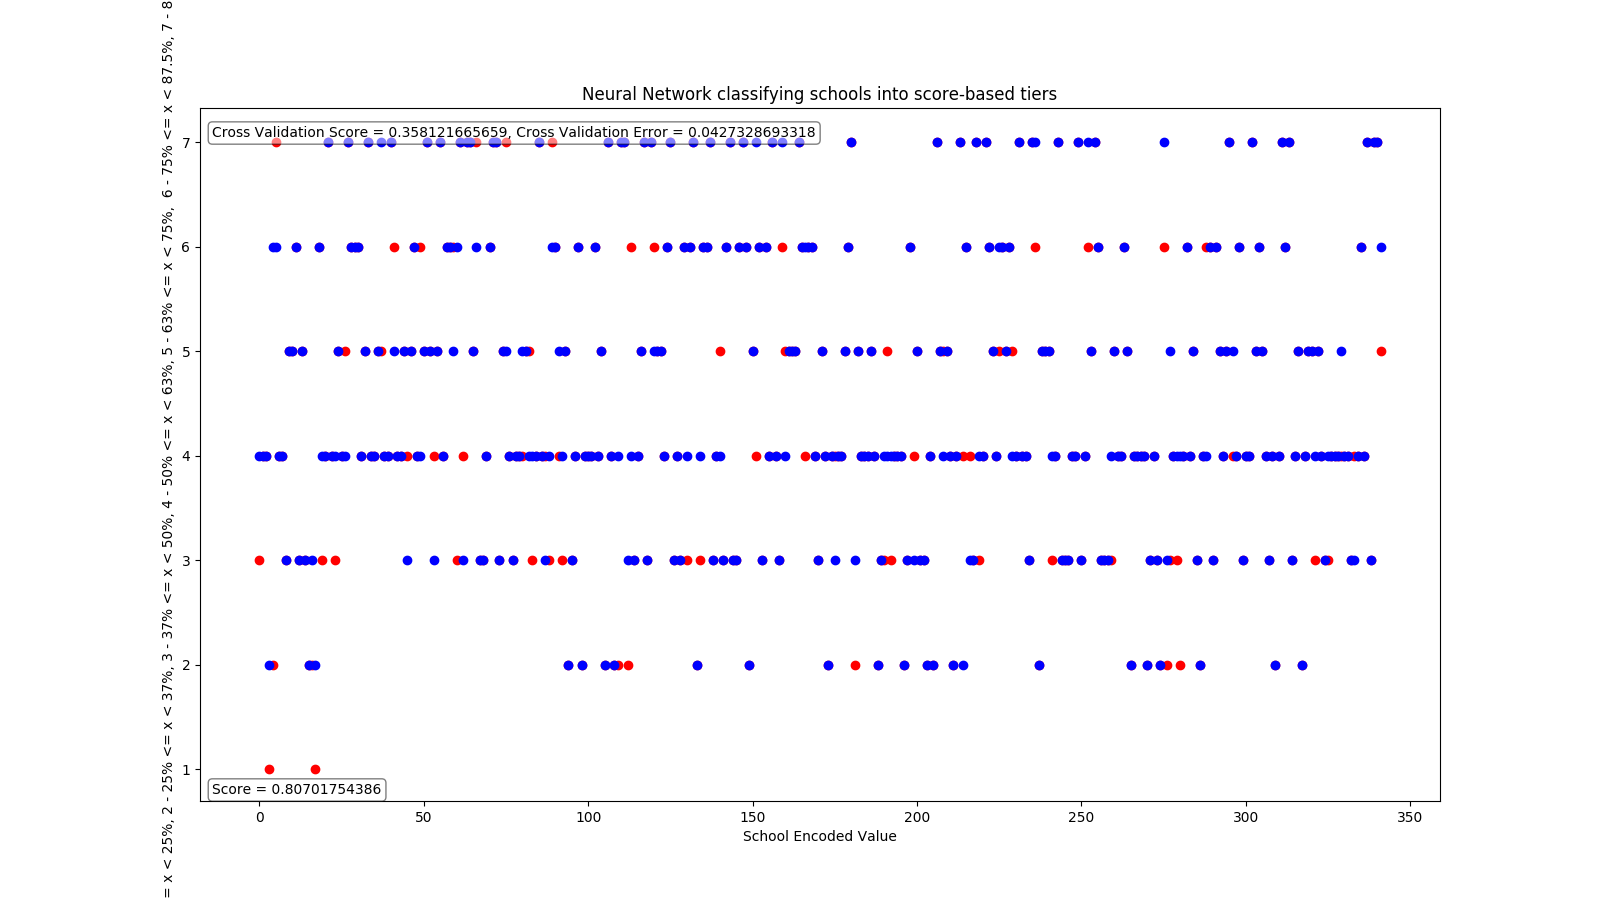 Neural Network classifying schools into score-based tiers
Cross Validation Score = 0.358121665659, Cross Validation Error = 0.0427328693318
= x < 25%, 2 - 25% <= x < 37%, 3 - 37% <= x < 50%, 4 - 50% <= x < 63%, 5 - 63% <= x < 75%,  6 - 75% <= x < 87.5%, 7 - 8
7
6
5
4
3
2
1
Score = 0.80701754386
0 50 100 150 200 250 300 350
School Encoded Value